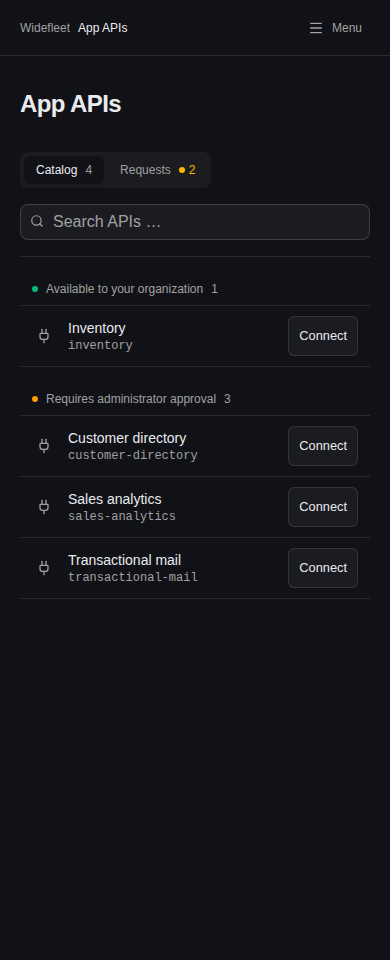 Widefleet App APIs Menu
App APIs
Catalog 4 Requests 2
Search APIs …
Available to your organization 1
Inventory
inventory
Connect
Requires administrator approval 3
Customer directory
customer-directory
Connect
Sales analytics
sales-analytics
Connect
Transactional mail
transactional-mail
Connect